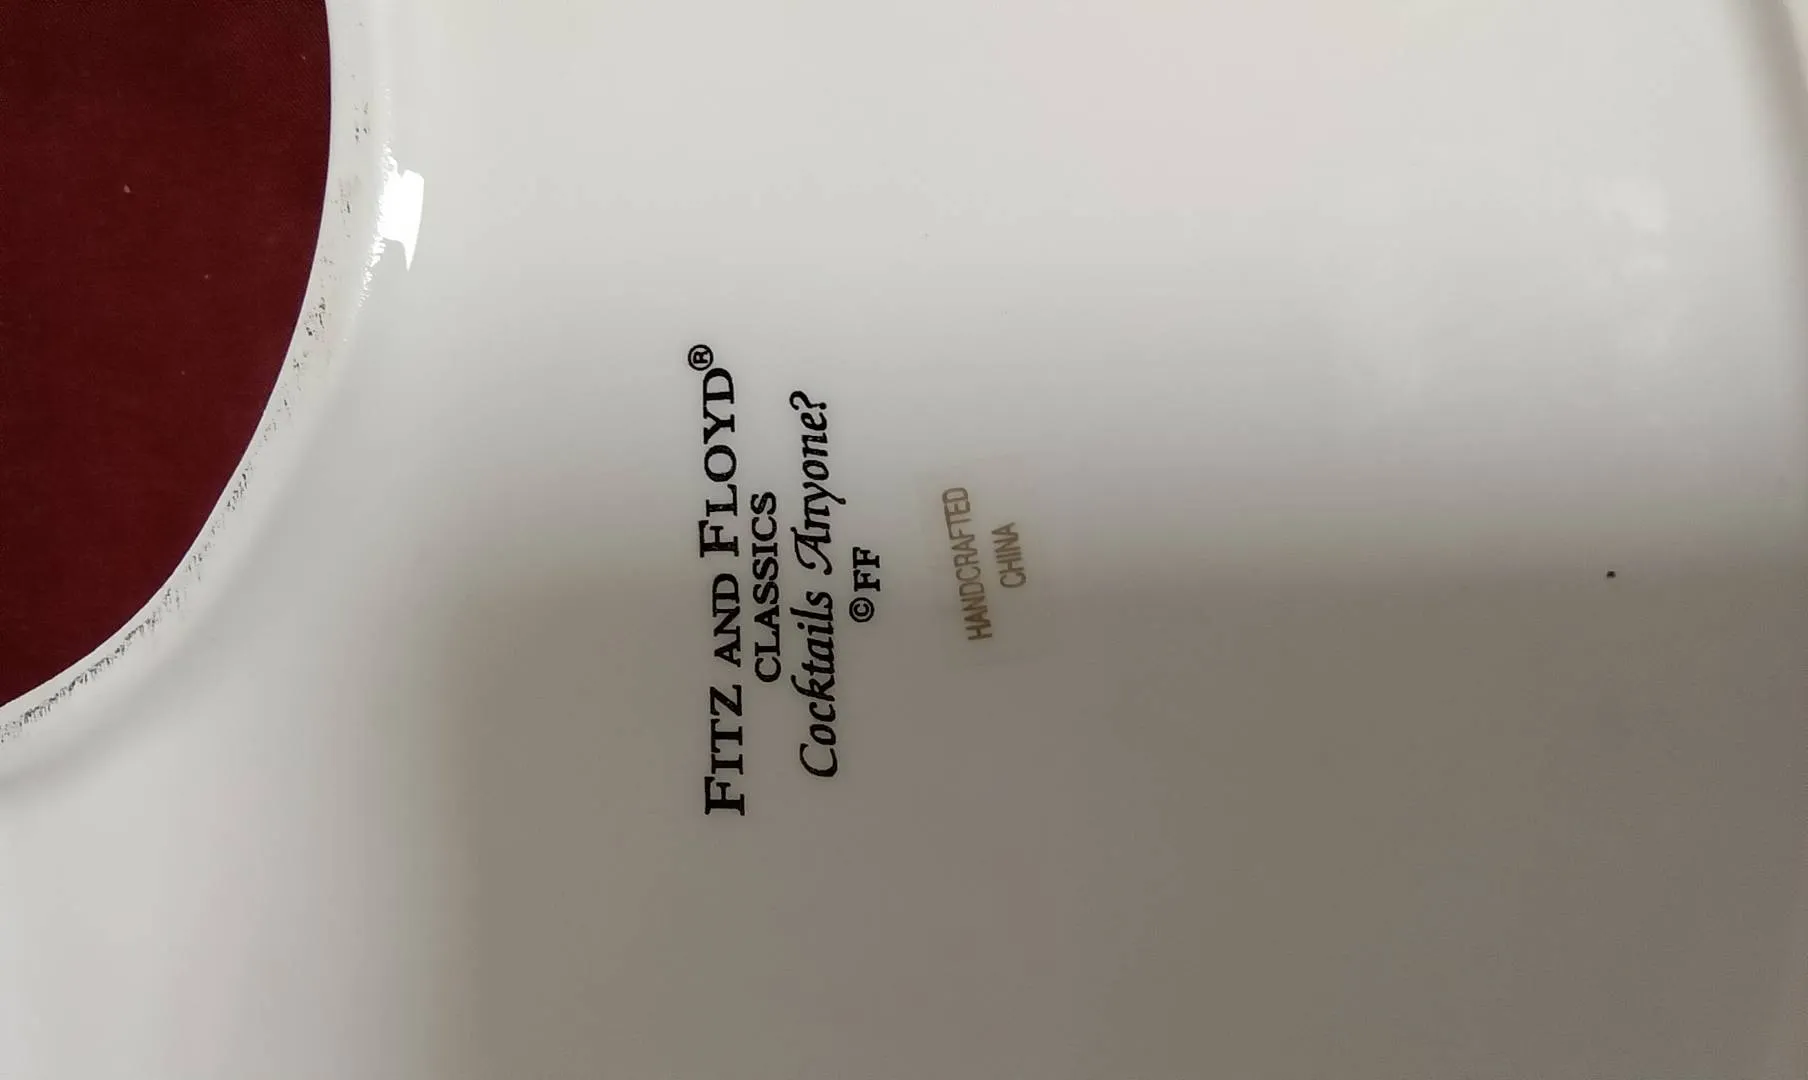 FITZ AND FLOYD®
CLASSICS
Cocktails Anyone?
© FF
HANDCRAFTED
CHINA